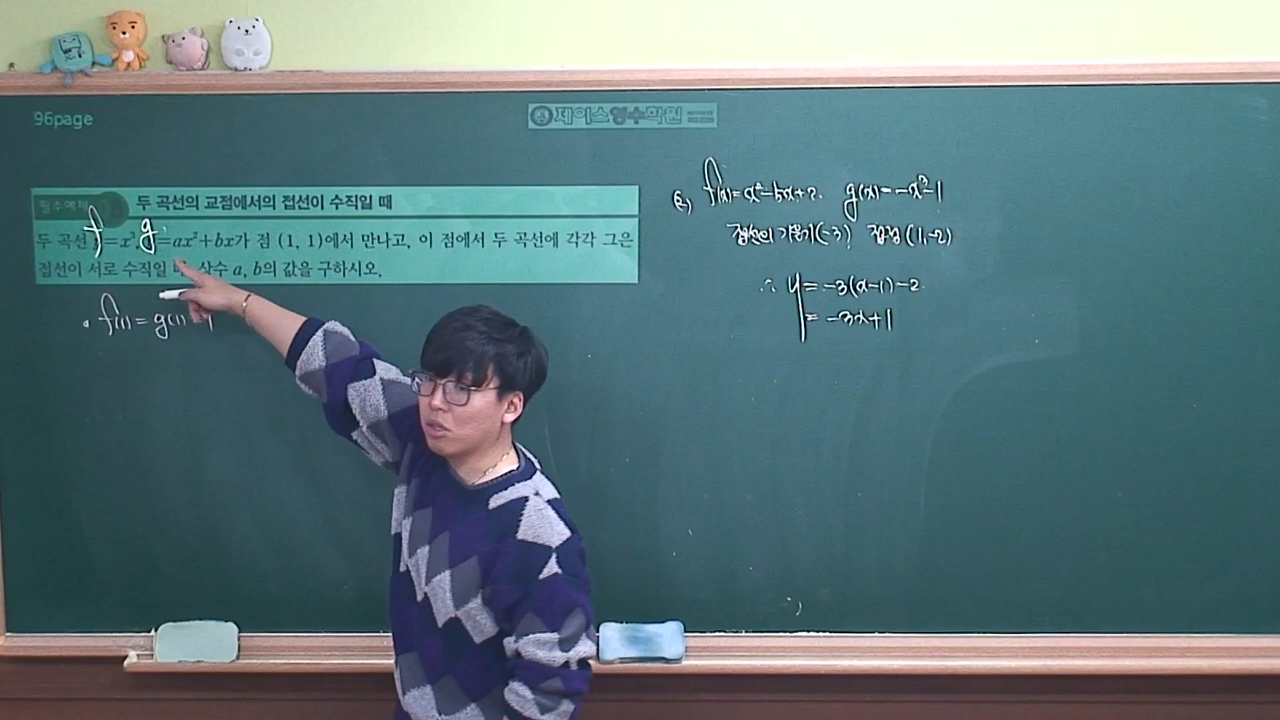 96page
제이스영수학원
필수예제
두 곡선의 교점에서의 접선이 수직일 때
f g
두 곡선 =x³, =ax²+bx가 점 (1, 1)에서 만나고, 이 점에서 두 곡선에 각각 그은
접선이 서로 수직일 때, 상수 a, b의 값을 구하시오.
f(1) = g(1) = 1
f(x) = x²-5x+2. g(x) = -x³-1
접선의 기울기(-3) 접점 (1,-2)
∴ y = -3(x-1)-2
= -3x+1